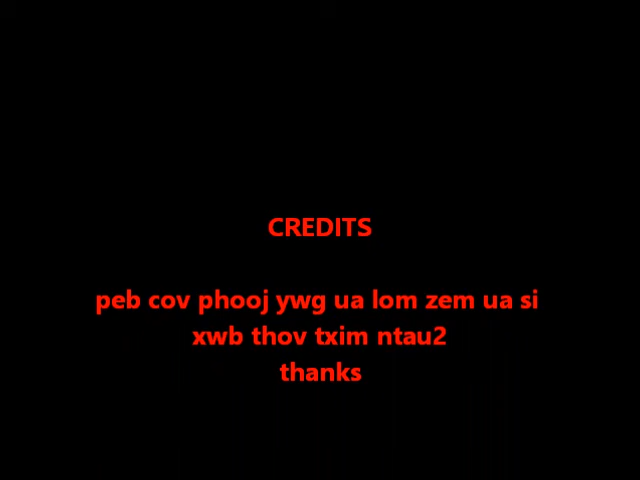 CREDITS
peb cov phooj ywg ua lom zem ua si
xwb thov txim ntau2
thanks